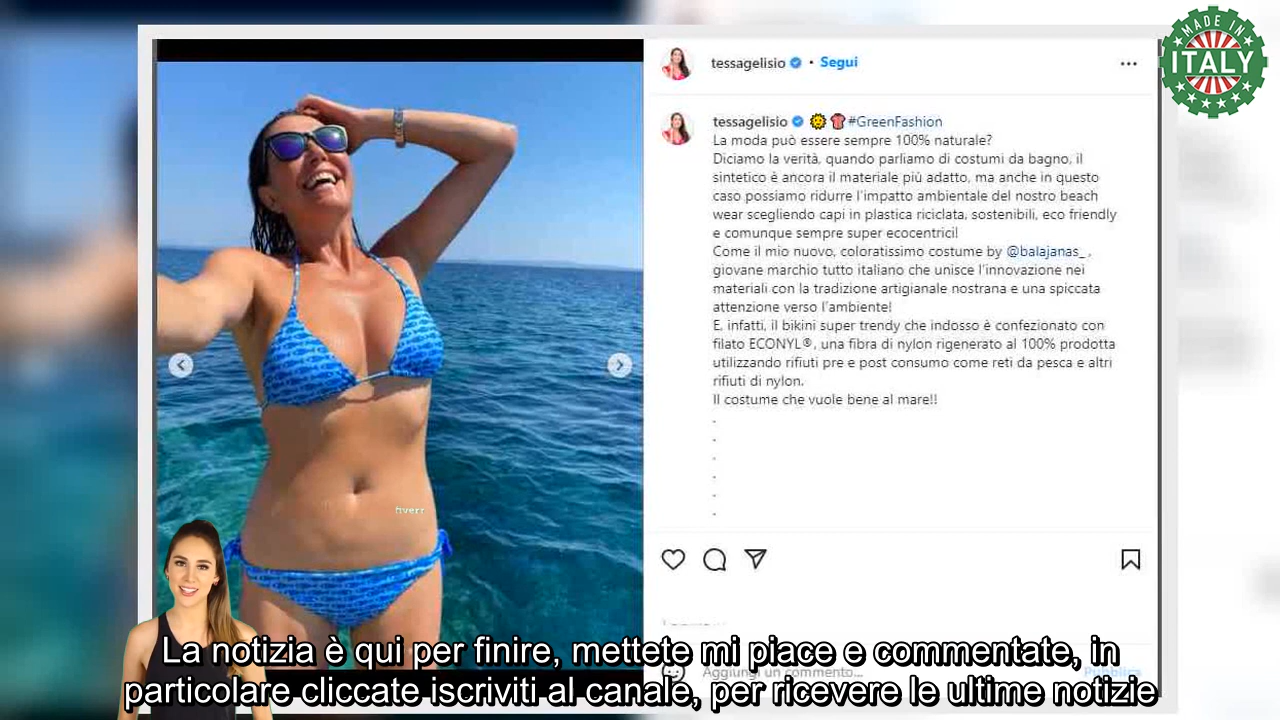 MADE IN
ITALY
tessagelisio • Segui
tessagelisio #GreenFashion
La moda può essere sempre 100% naturale?
Diciamo la verità, quando parliamo di costumi da bagno, il
sintetico è ancora il materiale più adatto, ma anche in questo
caso possiamo ridurre l'impatto ambientale del nostro beach
wear scegliendo capi in plastica riciclata, sostenibili, eco friendly
e comunque sempre super ecocentrici!
Come il mio nuovo, coloratissimo costume by @balajanas_ ,
giovane marchio tutto italiano che unisce l'innovazione nei
materiali con la tradizione artigianale nostrana e una spiccata
attenzione verso l'ambiente!
E, infatti, il bikini super trendy che indosso è confezionato con
filato ECONYL®, una fibra di nylon rigenerato al 100% prodotta
utilizzando rifiuti pre e post consumo come reti da pesca e altri
rifiuti di nylon.
Il costume che vuole bene al mare!!
.
.
.
.
.
.
fiverr
Aggiungi un commento... Pubblica
La notizia è qui per finire, mettete mi piace e commentate, in
particolare cliccate iscriviti al canale, per ricevere le ultime notizie